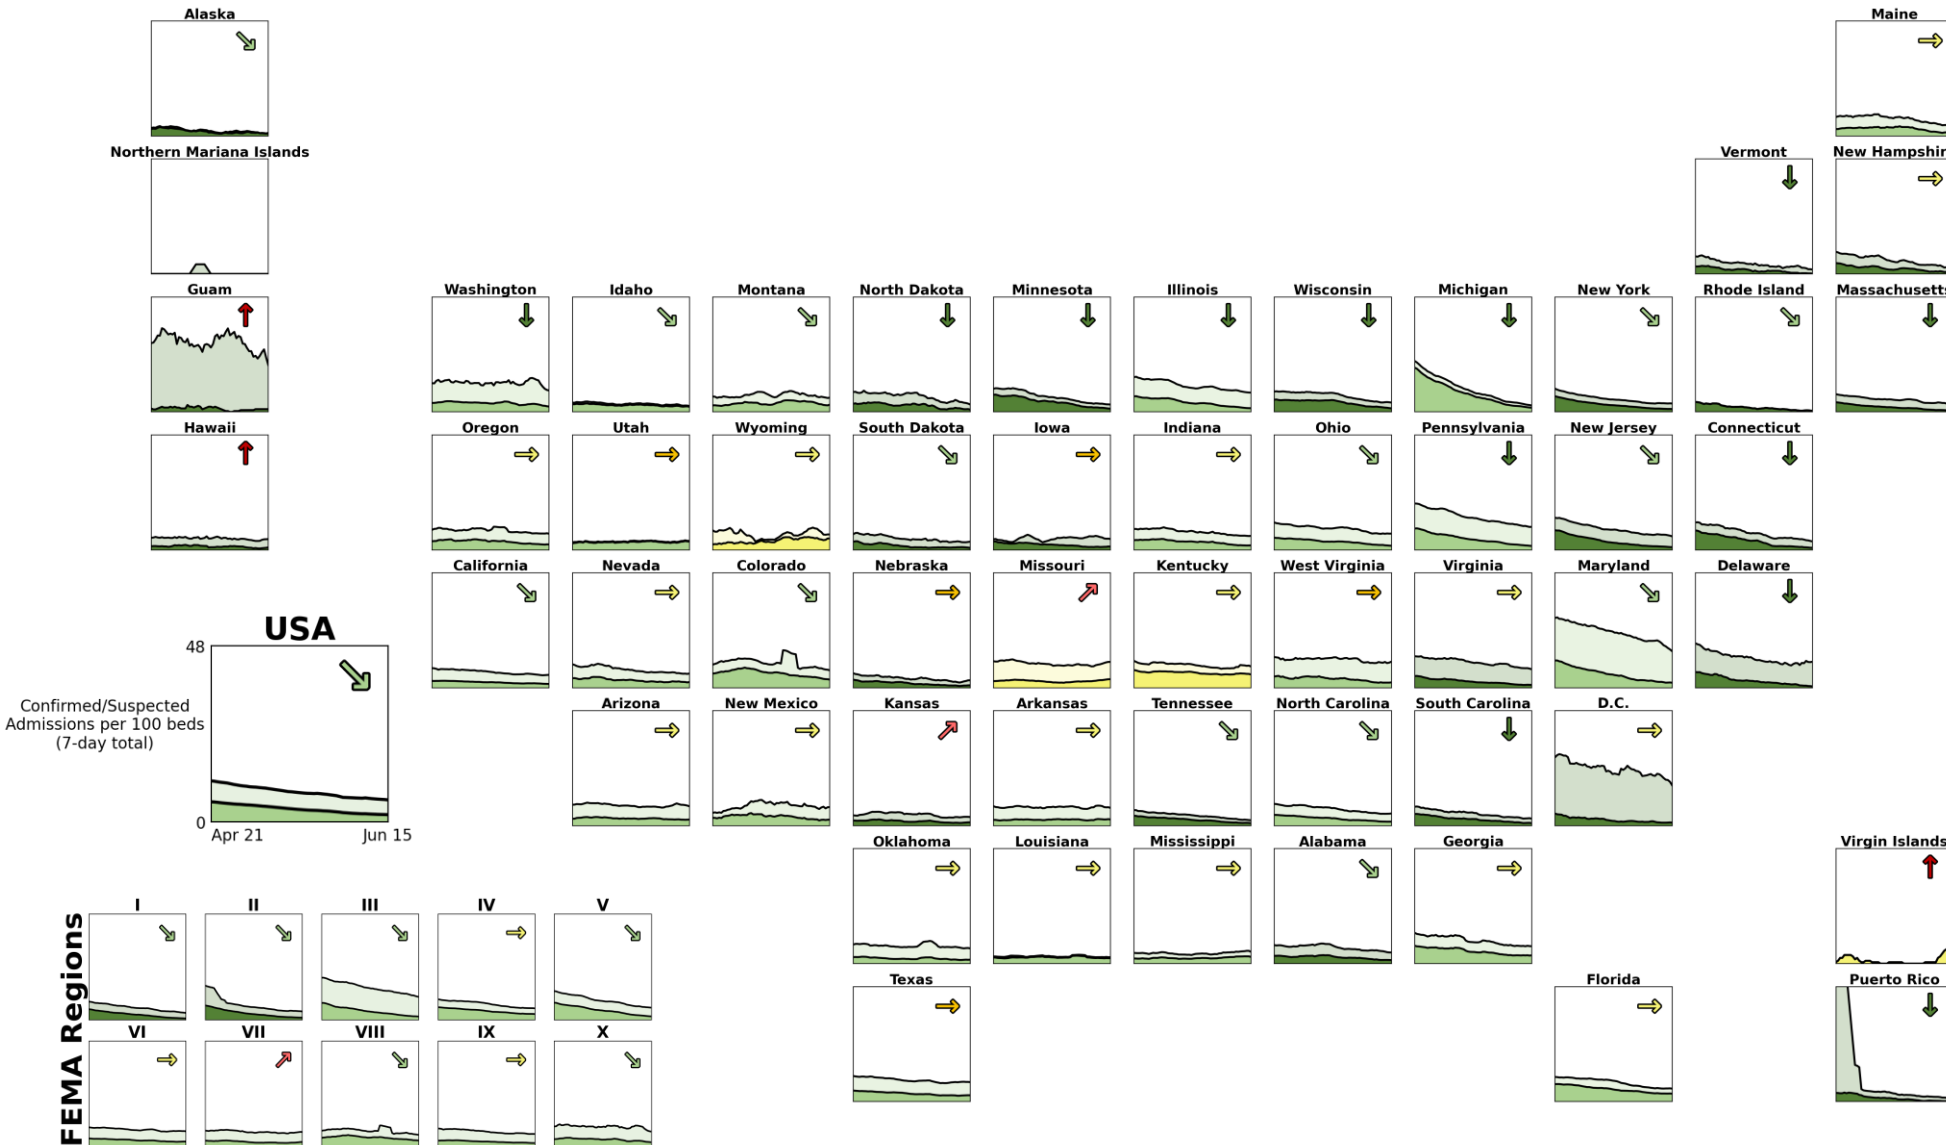 Alaska
Maine
Northern Mariana Islands
Vermont
New Hampshir
Guam
Washington
Idaho
Montana
North Dakota
Minnesota
Illinois
Wisconsin
Michigan
New York
Rhode Island
Massachusetts
Hawaii
Oregon
Utah
Wyoming
South Dakota
Iowa
Indiana
Ohio
Pennsylvania
New Jersey
Connecticut
California
Nevada
Colorado
Nebraska
Missouri
Kentucky
West Virginia
Virginia
Maryland
Delaware
USA
48
Confirmed/Suspected
Admissions per 100 beds
(7-day total)
0
Apr 21
Jun 15
Arizona
New Mexico
Kansas
Arkansas
Tennessee
North Carolina
South Carolina
D.C.
Oklahoma
Louisiana
Mississippi
Alabama
Georgia
Virgin Islands
Texas
Florida
Puerto Rico
FEMA Regions
I
II
III
IV
V
VI
VII
VIII
IX
X